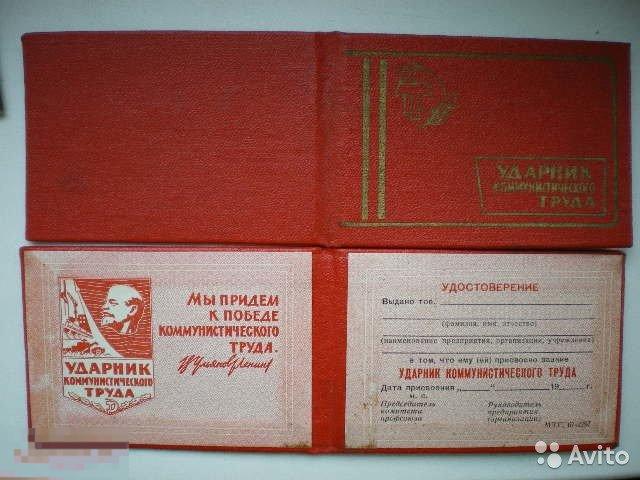 УДАРНИК
КОММУНИСТИЧЕСКОГО
ТРУДА
УДАРНИК
КОММУНИСТИЧЕСКОГО
ТРУДА
МЫ ПРИДЕМ
К ПОБЕДЕ
КОММУНИСТИЧЕСКОГО
ТРУДА.
В Ульянов (Ленин)
УДОСТОВЕРЕНИЕ
Выдано тов.
(фамилия, имя, отчество)
(наименование предприятия, организации, учреждения)
в том, что ему (ей) присвоено звание
УДАРНИК КОММУНИСТИЧЕСКОГО ТРУДА
Дата присвоения „ “ 19 г.
м. п.
Председатель комитета профсоюза
Руководитель предприятия (организации)
Avito